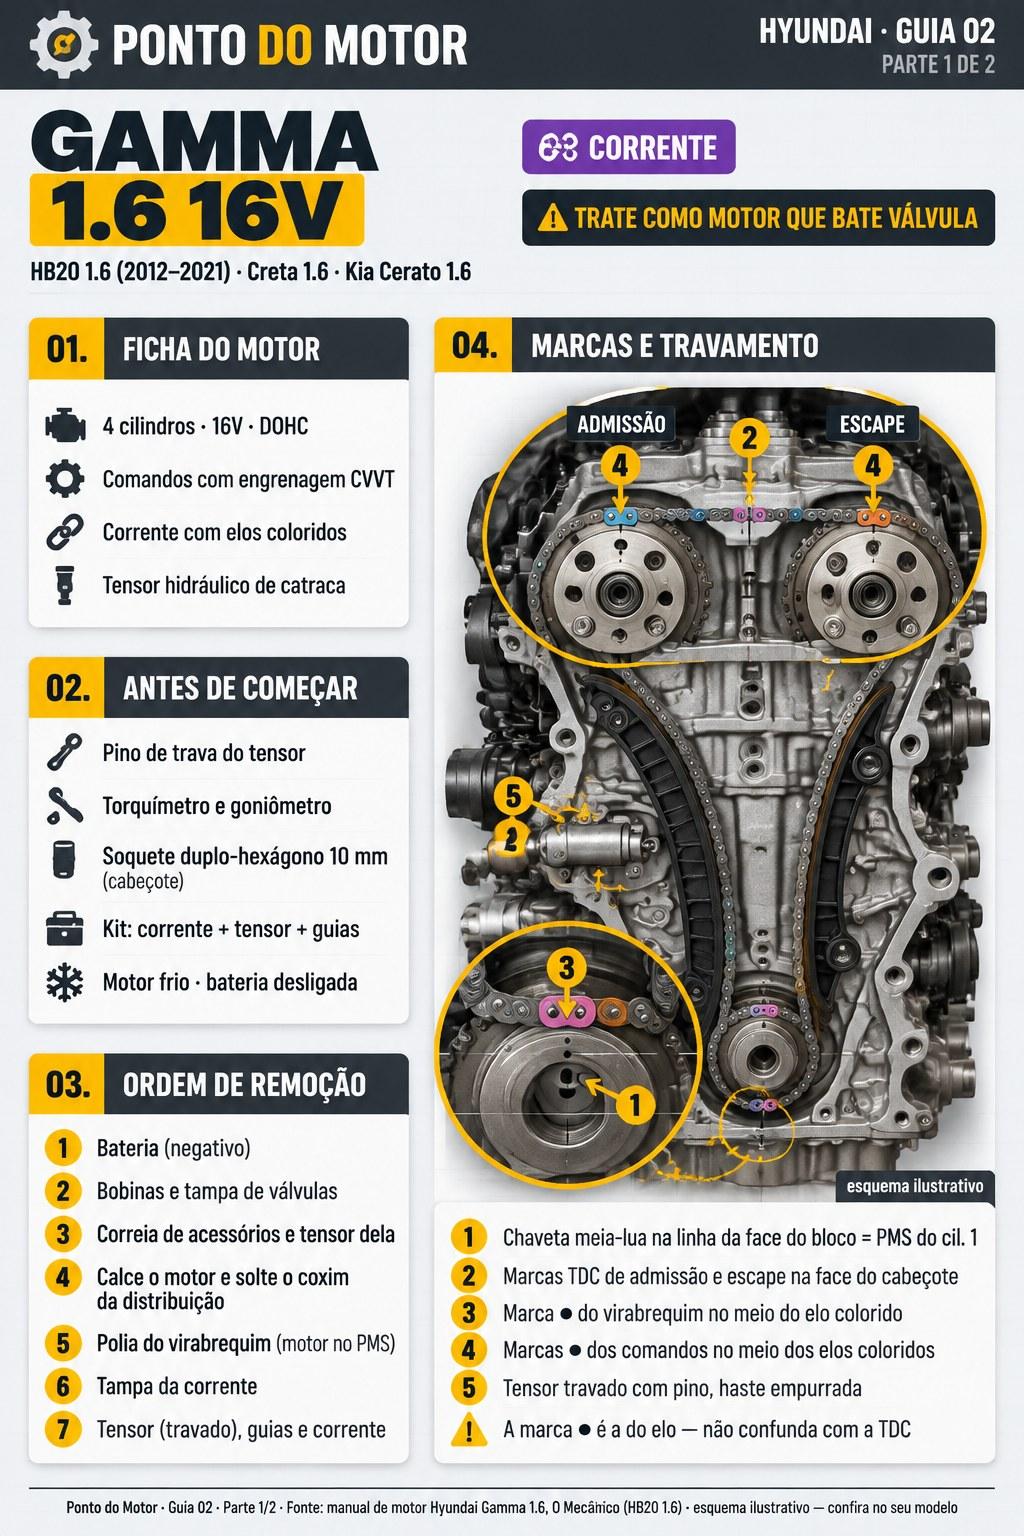 PONTO DO MOTOR
HYUNDAI · GUIA 02
PARTE 1 DE 2
GAMMA
1.6 16V
CORRENTE
TRATE COMO MOTOR QUE BATE VÁLVULA
HB20 1.6 (2012–2021) · Creta 1.6 · Kia Cerato 1.6
01. FICHA DO MOTOR
4 cilindros · 16V · DOHC
Comandos com engrenagem CVVT
Corrente com elos coloridos
Tensor hidráulico de catraca
02. ANTES DE COMEÇAR
Pino de trava do tensor
Torquímetro e goniômetro
Soquete duplo-hexágono 10 mm
(cabeçote)
Kit: corrente + tensor + guias
Motor frio · bateria desligada
03. ORDEM DE REMOÇÃO
1 Bateria (negativo)
2 Bobinas e tampa de válvulas
3 Correia de acessórios e tensor dela
4 Calce o motor e solte o coxim
da distribuição
5 Polia do virabrequim (motor no PMS)
6 Tampa da corrente
7 Tensor (travado), guias e corrente
04. MARCAS E TRAVAMENTO
ADMISSÃO
2
ESCAPE
4
4
5
2
3
1
esquema ilustrativo
1 Chaveta meia-lua na linha da face do bloco = PMS do cil. 1
2 Marcas TDC de admissão e escape na face do cabeçote
3 Marca ● do virabrequim no meio do elo colorido
4 Marcas ● dos comandos no meio dos elos coloridos
5 Tensor travado com pino, haste empurrada
! A marca ● é a do elo — não confunda com a TDC
Ponto do Motor · Guia 02 · Parte 1/2 · Fonte: manual de motor Hyundai Gamma 1.6, O Mecânico (HB20 1.6) · esquema ilustrativo — confira no seu modelo